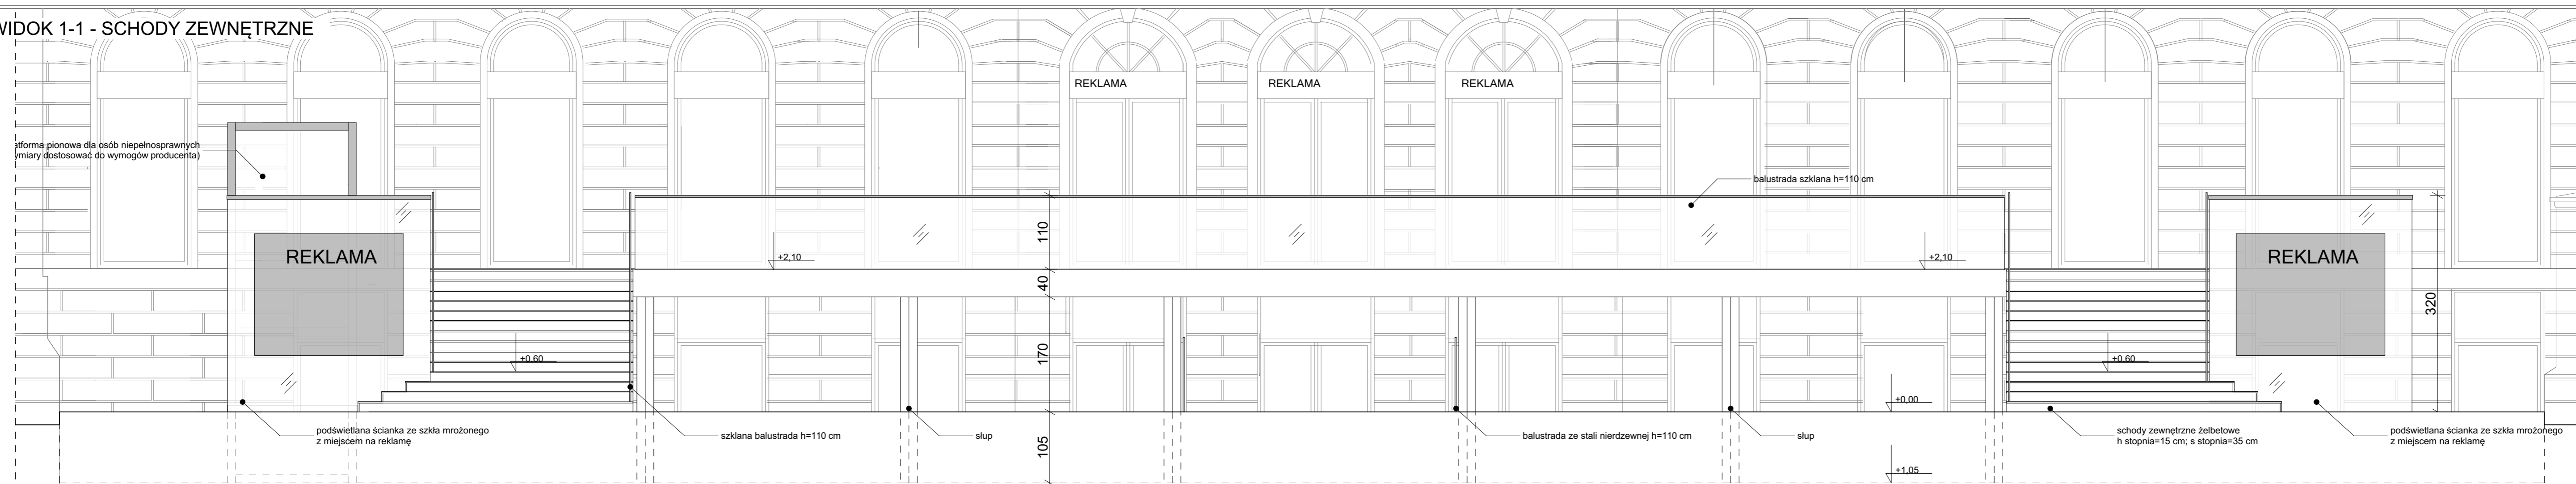 WIDOK 1-1 - SCHODY ZEWNĘTRZNE
REKLAMA
REKLAMA
REKLAMA
atforma pionowa dla osób niepełnosprawnych
ymiary dostosować do wymogów producenta)
balustrada szklana h=110 cm
110
+2,10
+2,10
REKLAMA
REKLAMA
40
320
170
+0,60
+0,60
+0,00
podświetlana ścianka ze szkła mrożonego
z miejscem na reklamę
szklana balustrada h=110 cm
słup
105
balustrada ze stali nierdzewnej h=110 cm
słup
schody zewnętrzne żelbetowe
h stopnia=15 cm; s stopnia=35 cm
podświetlana ścianka ze szkła mrożonego
z miejscem na reklamę
+1,05